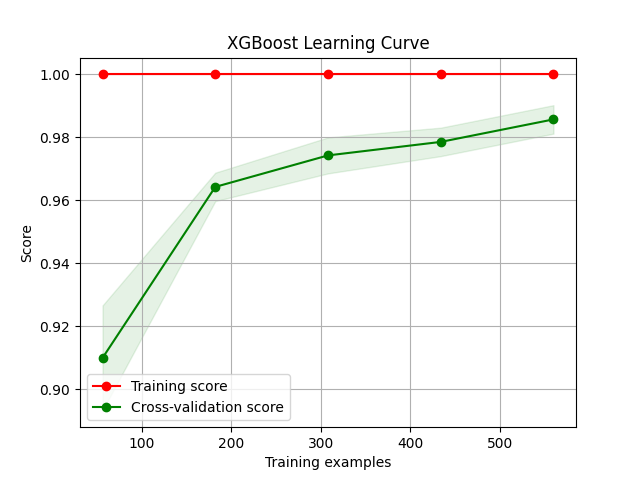 XGBoost Learning Curve
1.00
0.98
0.96
0.94
0.92
0.90
Score
Training score
Cross-validation score
100 200 300 400 500
Training examples